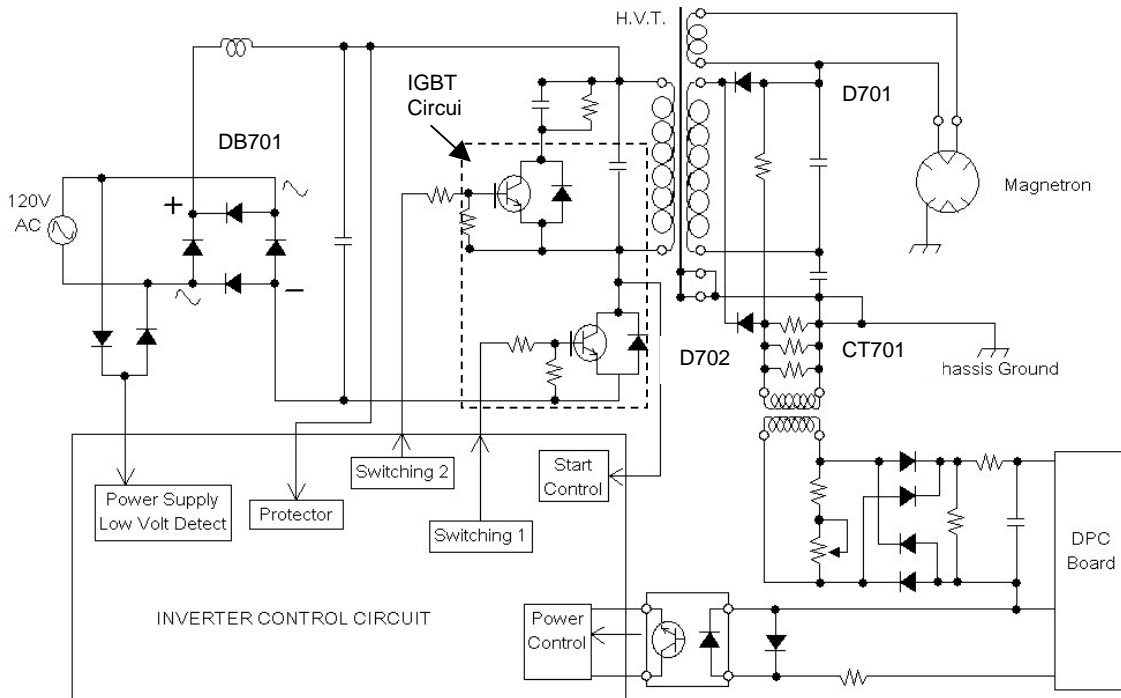 H.V.T.
IGBT
Circui
D701
DB701
120V
AC
+
−
Magnetron
D702
CT701
hassis Ground
Switching 2
Start
Control
Power Supply
Low Volt Detect
Protector
Switching 1
DPC
Board
INVERTER CONTROL CIRCUIT
Power
Control